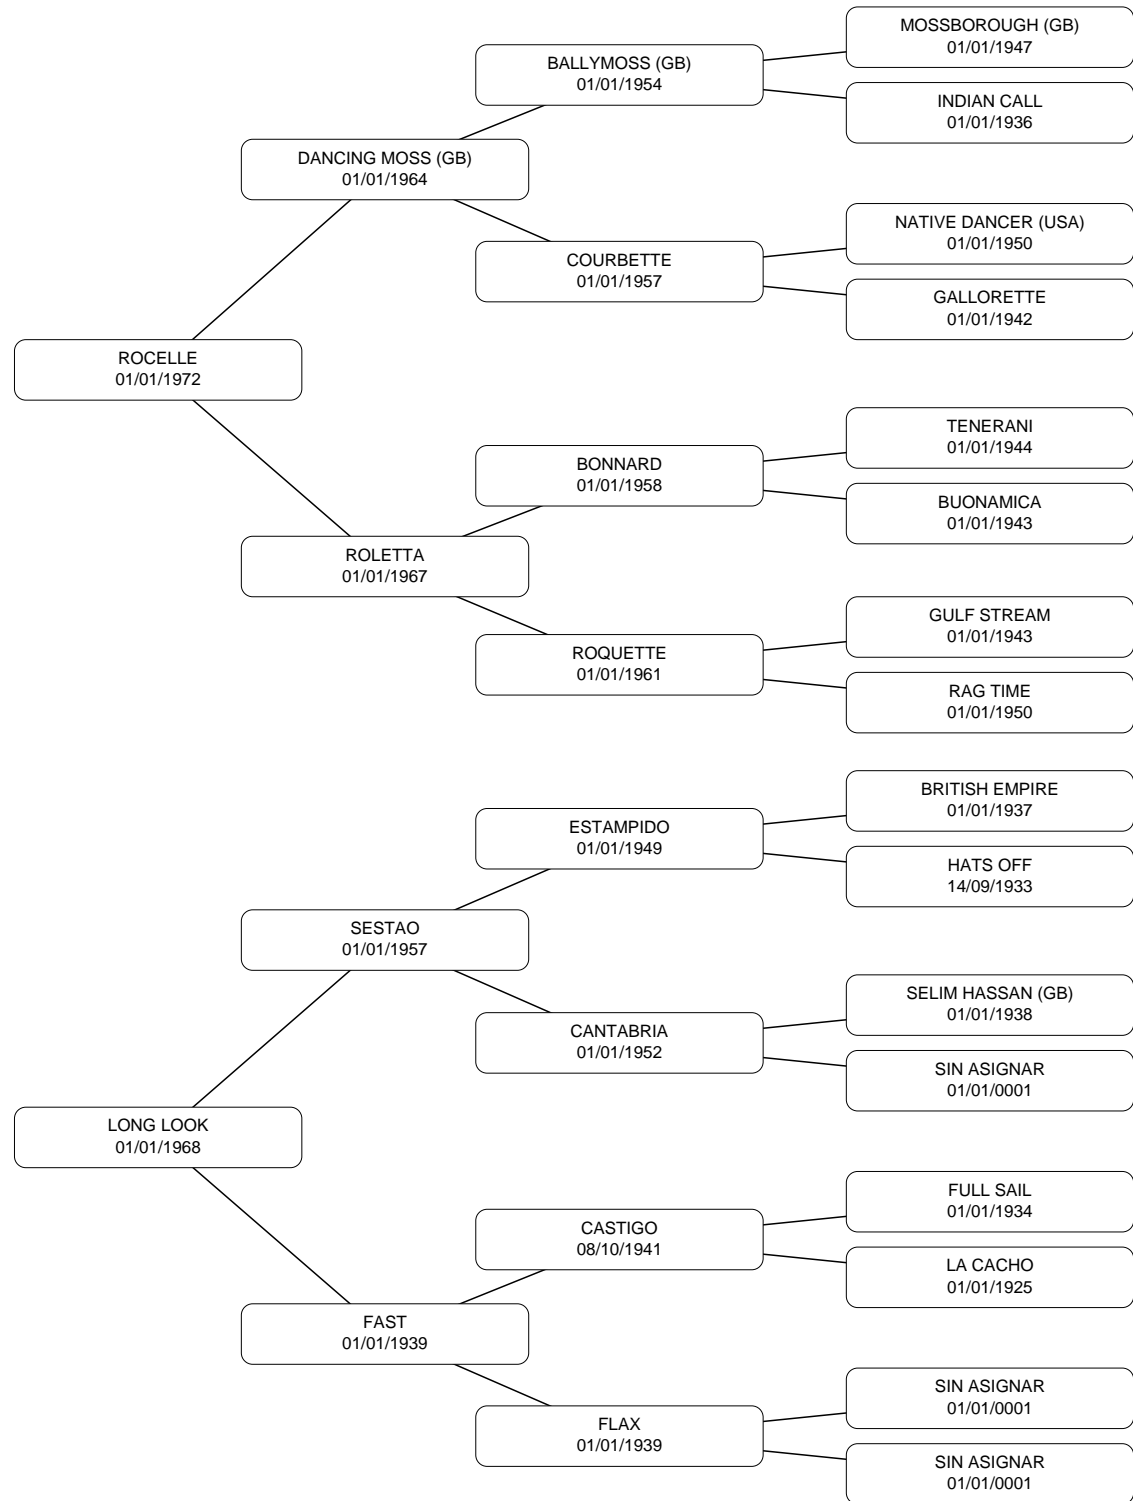 MOSSBOROUGH (GB)
01/01/1947
BALLYMOSS (GB)
01/01/1954
INDIAN CALL
01/01/1936
DANCING MOSS (GB)
01/01/1964
NATIVE DANCER (USA)
01/01/1950
COURBETTE
01/01/1957
GALLORETTE
01/01/1942
ROCELLE
01/01/1972
TENERANI
01/01/1944
BONNARD
01/01/1958
BUONAMICA
01/01/1943
ROLETTA
01/01/1967
GULF STREAM
01/01/1943
ROQUETTE
01/01/1961
RAG TIME
01/01/1950
BRITISH EMPIRE
01/01/1937
ESTAMPIDO
01/01/1949
HATS OFF
14/09/1933
SESTAO
01/01/1957
SELIM HASSAN (GB)
01/01/1938
CANTABRIA
01/01/1952
SIN ASIGNAR
01/01/0001
LONG LOOK
01/01/1968
FULL SAIL
01/01/1934
CASTIGO
08/10/1941
LA CACHO
01/01/1925
FAST
01/01/1939
SIN ASIGNAR
01/01/0001
FLAX
01/01/1939
SIN ASIGNAR
01/01/0001